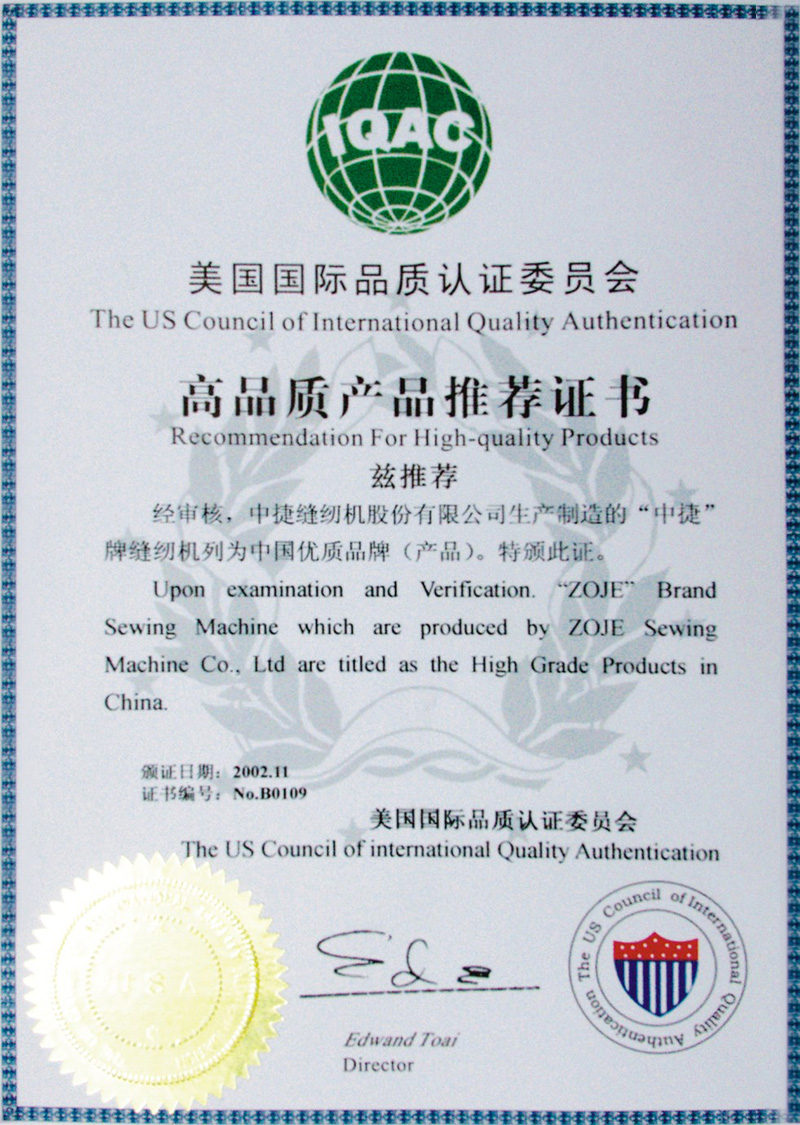 IQAC
美国国际品质认证委员会
The US Council of International Quality Authentication
高品质产品推荐证书
Recommendation For High-quality Products
兹推荐
经审核，中捷缝纫机股份有限公司生产制造的“中捷”
牌缝纫机列为中国优质品牌（产品）。特颁此证。
Upon examination and Verification. “ZOJE” Brand
Sewing Machine which are produced by ZOJE Sewing
Machine Co., Ltd are titled as the High Grade Products in
China.
颁证日期：2002.11
证书编号：No.B0109
美国国际品质认证委员会
The US Council of international Quality Authentication
USA
The US Council of International Quality Authentication
Edwand Toai
Director